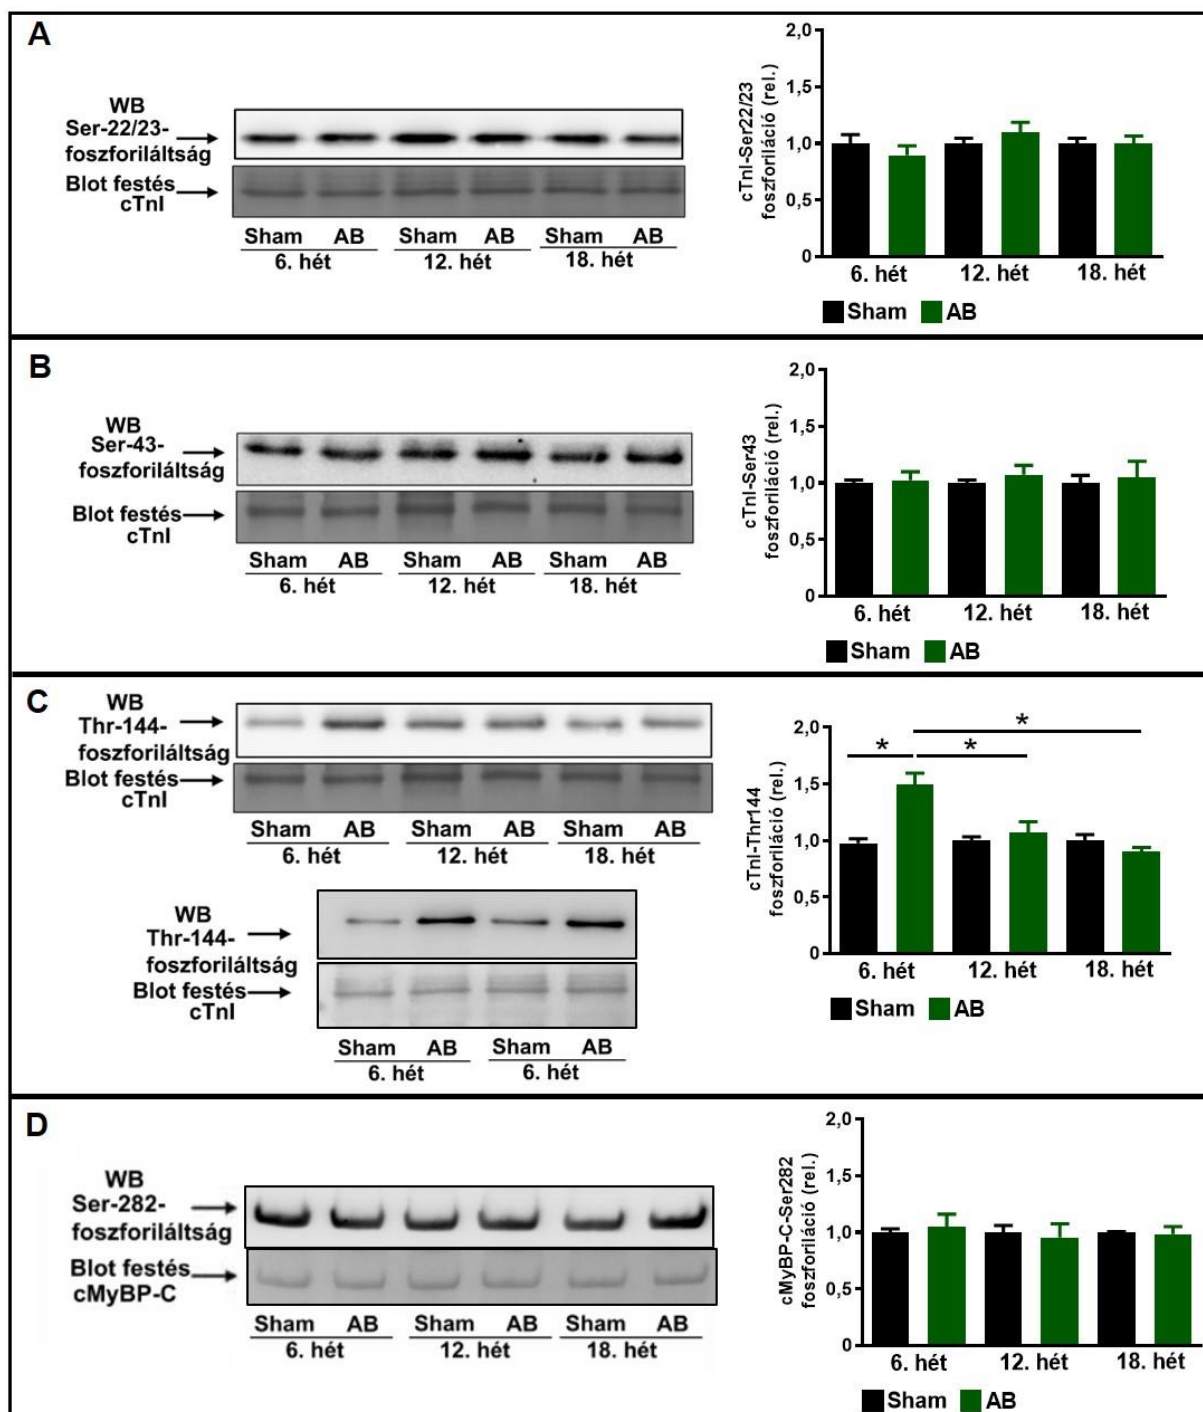 A
WB
Ser-22/23-
foszforiláltság
Blot festés
cTnI
Sham AB Sham AB Sham AB
6. hét 12. hét 18. hét
cTnI-Ser22/23
foszforiláció (rel.)
2,0
1,5
1,0
0,5
0
6. hét 12. hét 18. hét
Sham AB
B
WB
Ser-43-
foszforiláltság
Blot festés
cTnI
Sham AB Sham AB Sham AB
6. hét 12. hét 18. hét
cTnI-Ser43
foszforiláció (rel.)
2,0
1,5
1,0
0,5
0
6. hét 12. hét 18. hét
Sham AB
C
WB
Thr-144-
foszforiláltság
Blot festés
cTnI
Sham AB Sham AB Sham AB
6. hét 12. hét 18. hét
WB
Thr-144-
foszforiláltság
Blot festés
cTnI
Sham AB Sham AB
6. hét 6. hét
cTnI-Thr144
foszforiláció (rel.)
2,0
1,5
1,0
0,5
0
*
* *
6. hét 12. hét 18. hét
Sham AB
D
WB
Ser-282-
foszforiláltság
Blot festés
cMyBP-C
Sham AB Sham AB Sham AB
6. hét 12. hét 18. hét
cMyBP-C-Ser282
foszforiláció (rel.)
2,0
1,5
1,0
0,5
0
6. hét 12. hét 18. hét
Sham AB